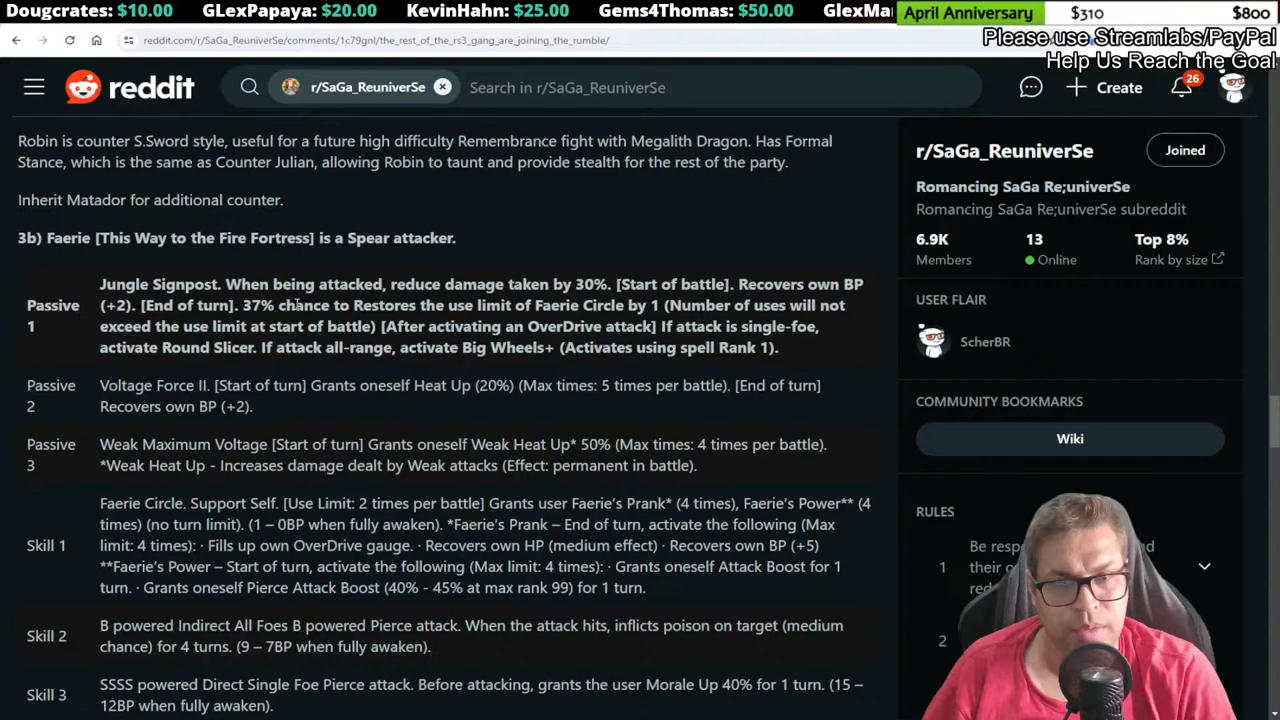 Dougcrates: $10.00 GLexPapaya: $20.00 KevinHahn: $25.00 Gems4Thomas: $50.00 GlexMa
April Anniversary $310 $800
Please use Streamlabs/PayPal
Help Us Reach the Goal
reddit.com/r/SaGa_ReuniverSe/comments/1c79gnl/the_rest_of_the_rs3_gang_are_joining_the_rumble/
reddit
r/SaGa_ReuniverSe
Search in r/SaGa_ReuniverSe
Create
26
Robin is counter S.Sword style, useful for a future high difficulty Remembrance fight with Megalith Dragon. Has Formal
Stance, which is the same as Counter Julian, allowing Robin to taunt and provide stealth for the rest of the party.
Inherit Matador for additional counter.
3b) Faerie [This Way to the Fire Fortress] is a Spear attacker.
Passive
1
Jungle Signpost. When being attacked, reduce damage taken by 30%. [Start of battle]. Recovers own BP
(+2). [End of turn]. 37% chance to Restores the use limit of Faerie Circle by 1 (Number of uses will not
exceed the use limit at start of battle) [After activating an OverDrive attack] If attack is single-foe,
activate Round Slicer. If attack all-range, activate Big Wheels+ (Activates using spell Rank 1).
Passive
2
Voltage Force II. [Start of turn] Grants oneself Heat Up (20%) (Max times: 5 times per battle). [End of turn]
Recovers own BP (+2).
Passive
3
Weak Maximum Voltage [Start of turn] Grants oneself Weak Heat Up* 50% (Max times: 4 times per battle).
*Weak Heat Up - Increases damage dealt by Weak attacks (Effect: permanent in battle).
Skill 1
Faerie Circle. Support Self. [Use Limit: 2 times per battle] Grants user Faerie's Prank* (4 times), Faerie's Power** (4
times) (no turn limit). (1 – 0BP when fully awaken). *Faerie's Prank – End of turn, activate the following (Max
limit: 4 times): · Fills up own OverDrive gauge. · Recovers own HP (medium effect) · Recovers own BP (+5)
**Faerie's Power – Start of turn, activate the following (Max limit: 4 times): · Grants oneself Attack Boost for 1
turn. · Grants oneself Pierce Attack Boost (40% - 45% at max rank 99) for 1 turn.
Skill 2
B powered Indirect All Foes B powered Pierce attack. When the attack hits, inflicts poison on target (medium
chance) for 4 turns. (9 – 7BP when fully awaken).
Skill 3
SSSS powered Direct Single Foe Pierce attack. Before attacking, grants the user Morale Up 40% for 1 turn. (15 –
12BP when fully awaken).
r/SaGa_ReuniverSe
Joined
Romancing SaGa Re;univerSe
Romancing SaGa Re;univerSe subreddit
6.9K 13 Top 8%
Members Online Rank by size
USER FLAIR
ScherBR
COMMUNITY BOOKMARKS
Wiki
RULES
1
Be resp
their o
red
2